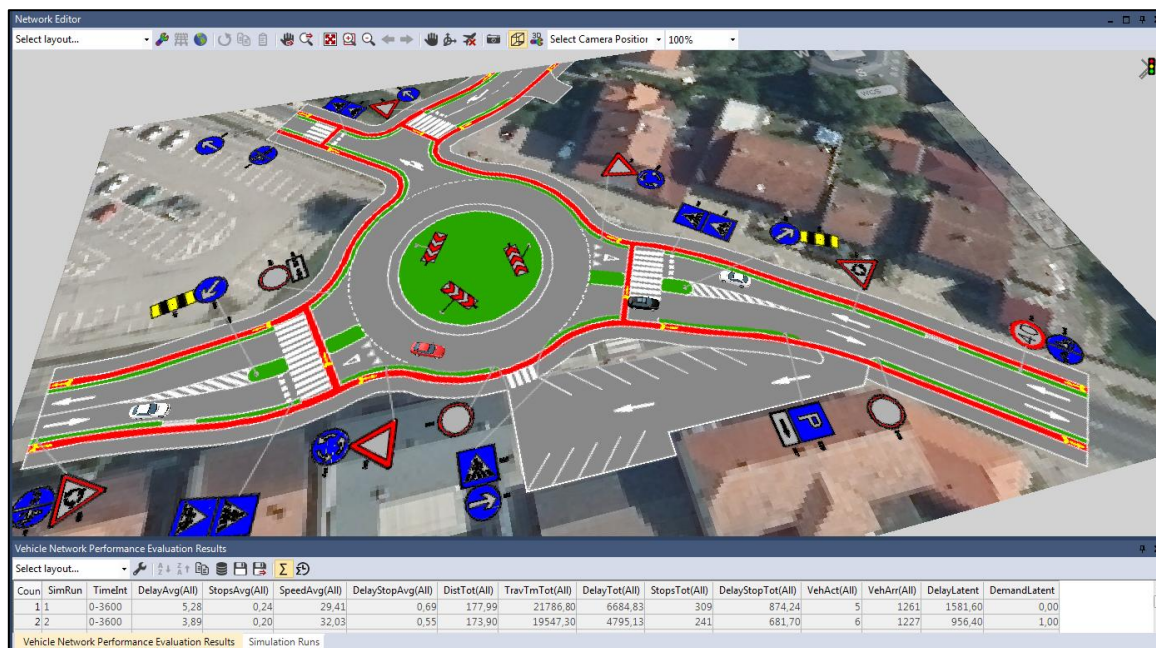 Network Editor
Select layout... Select Camera Position 100%
40
P
Vehicle Network Performance Evaluation Results
Select layout... Σ
Coun SimRun TimeInt DelayAvg(All) StopsAvg(All) SpeedAvg(All) DelayStopAvg(All) DistTot(All) TravTmTot(All) DelayTot(All) StopsTot(All) DelayStopTot(All) VehAct(All) VehArr(All) DelayLatent DemandLatent
1 1 0-3600 5,28 0,24 29,41 0,69 177,99 21786,80 6684,83 309 874,24 5 1261 1581,60 0,00
2 2 0-3600 3,89 0,20 32,03 0,55 173,90 19547,30 4795,13 241 681,70 6 1227 956,40 1,00
Vehicle Network Performance Evaluation Results Simulation Runs